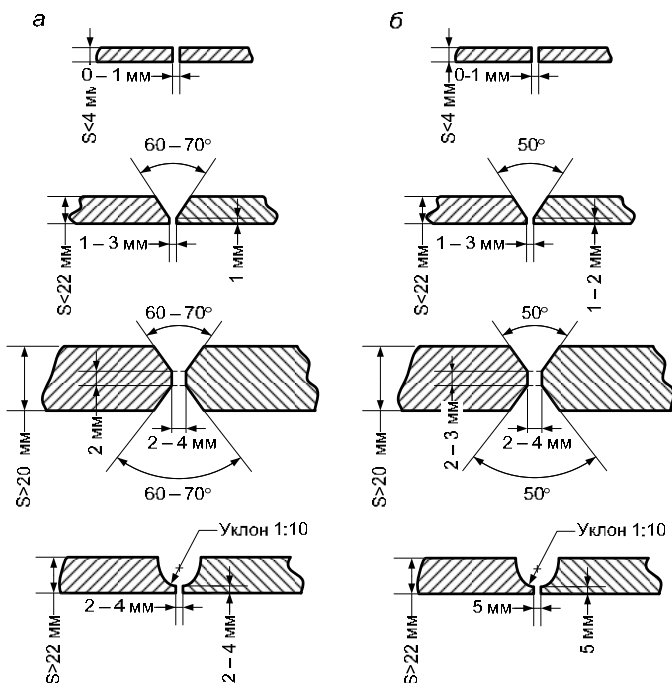 а
0 – 1 мм
S<4 мм
60 – 70°
S<22 мм
1 – 3 мм
1 мм
60 – 70°
S>20 мм
2 мм
2 – 4 мм
60 – 70°
Уклон 1:10
S>22 мм
2 – 4 мм
2 – 4 мм
б
0-1 мм
S<4 мм
50°
S<22 мм
1 – 3 мм
1 – 2 мм
50°
S>20 мм
2 – 3 мм
2 – 4 мм
50°
Уклон 1:10
S>22 мм
5 мм
5 мм